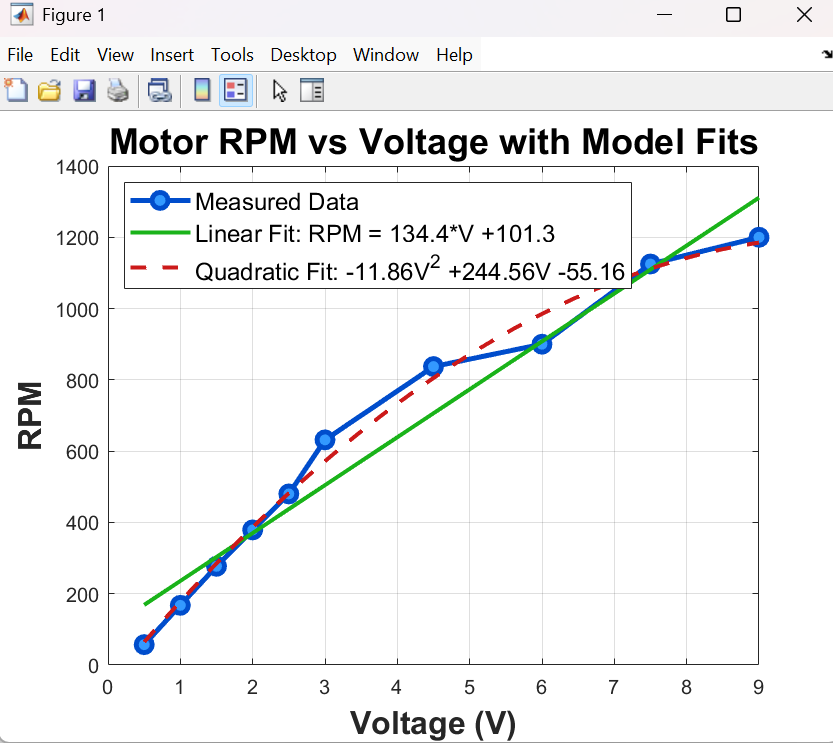 Figure 1
File Edit View Insert Tools Desktop Window Help
Motor RPM vs Voltage with Model Fits
1400
Measured Data
Linear Fit: RPM = 134.4*V +101.3
Quadratic Fit: -11.86V² +244.56V -55.16
1200
1000
800
600
400
200
0
RPM
0 1 2 3 4 5 6 7 8 9
Voltage (V)